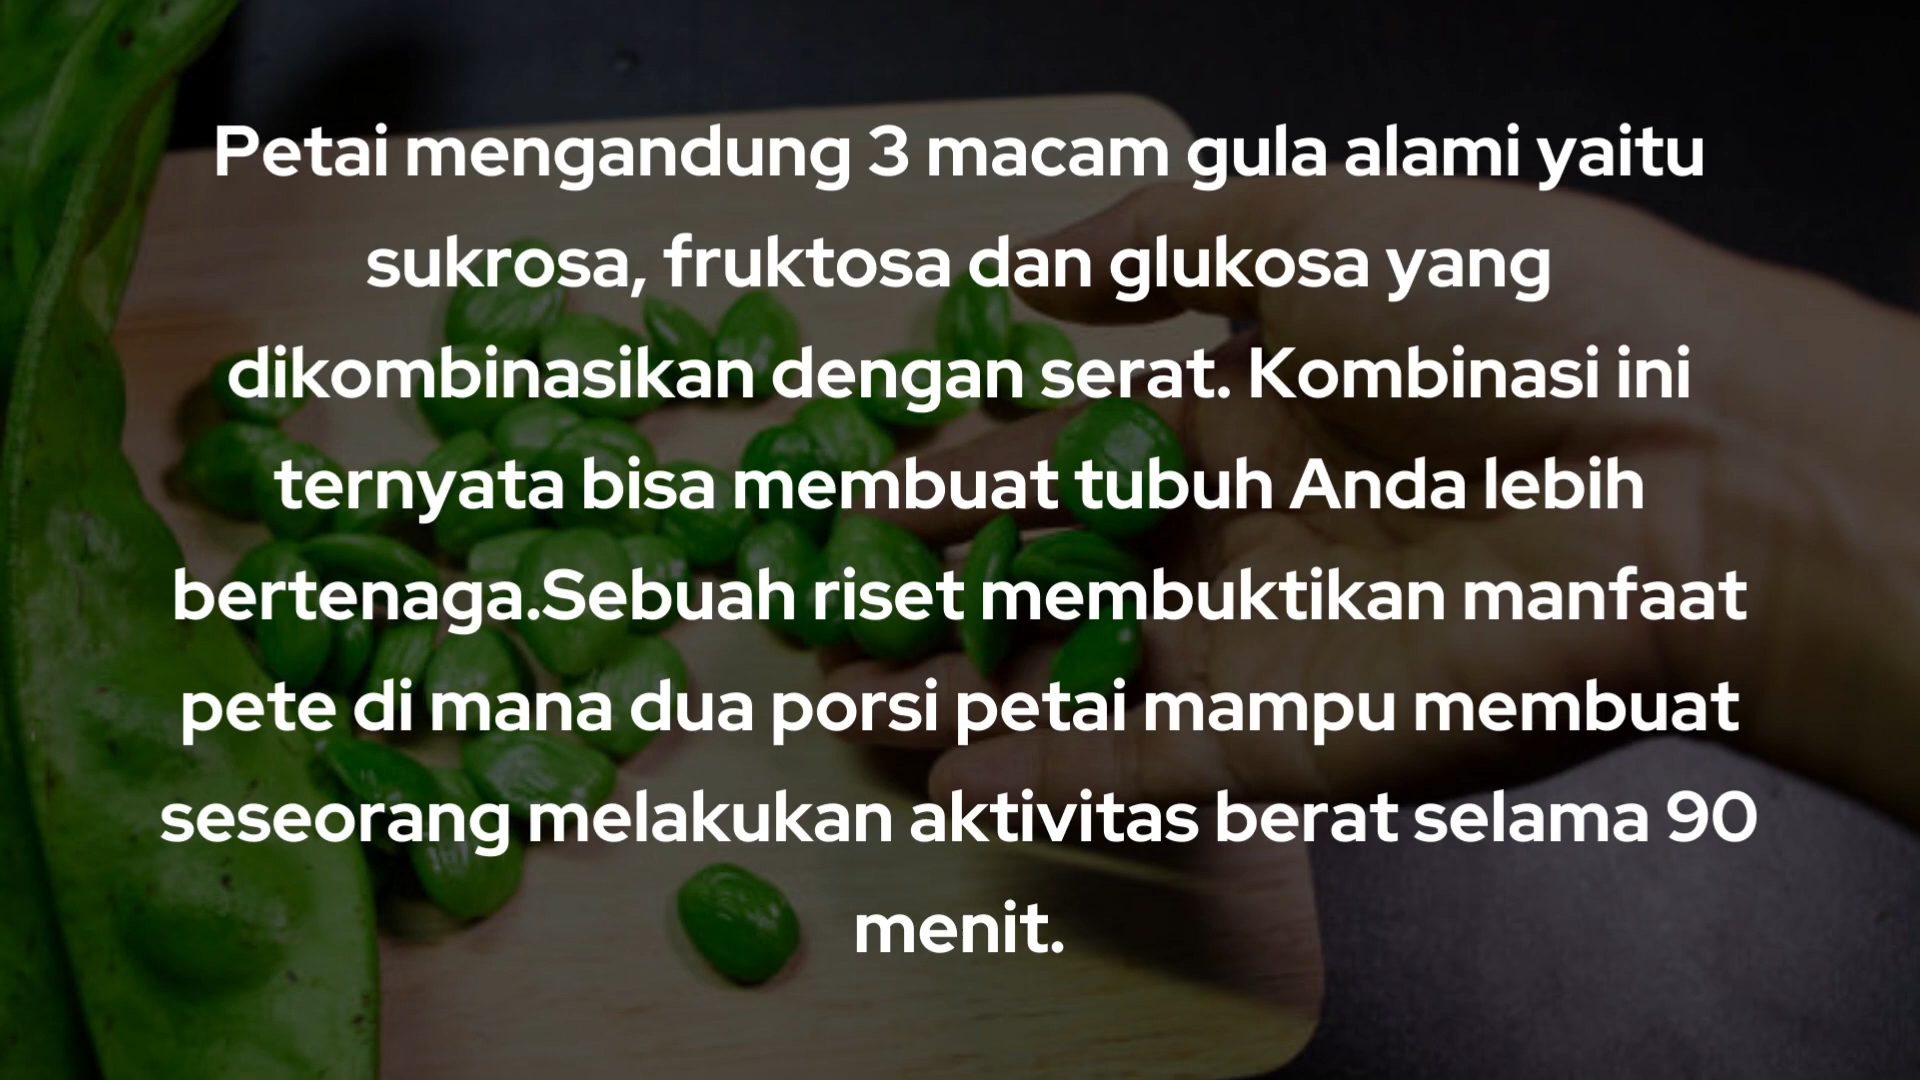 Petai mengandung 3 macam gula alami yaitu
sukrosa, fruktosa dan glukosa yang
dikombinasikan dengan serat. Kombinasi ini
ternyata bisa membuat tubuh Anda lebih
bertenaga.Sebuah riset membuktikan manfaat
pete di mana dua porsi petai mampu membuat
seseorang melakukan aktivitas berat selama 90
menit.